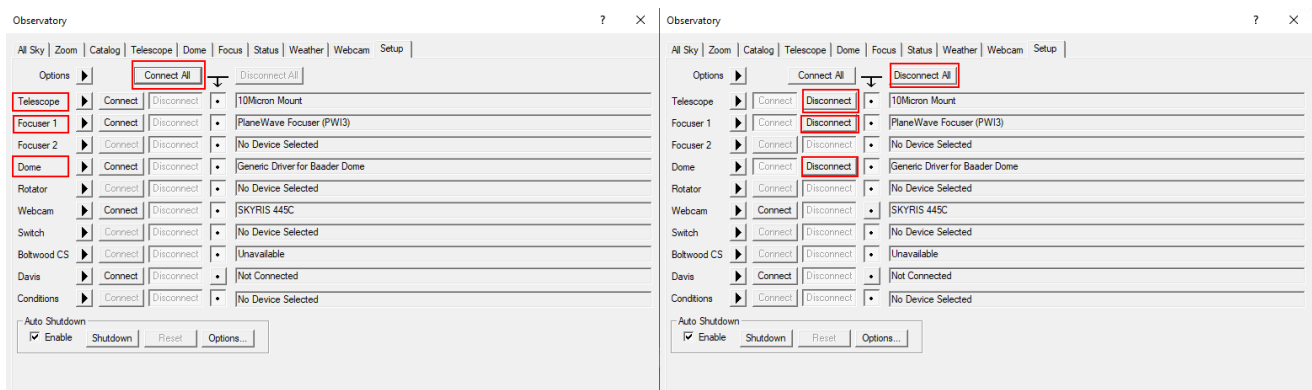 Observatory ? ×
All Sky Zoom Catalog Telescope Dome Focus Status Weather Webcam Setup
Options Connect All Disconnect All
Telescope Connect Disconnect 10Micron Mount
Focuser 1 Connect Disconnect PlaneWave Focuser (PWI3)
Focuser 2 Connect Disconnect No Device Selected
Dome Connect Disconnect Generic Driver for Baader Dome
Rotator Connect Disconnect No Device Selected
Webcam Connect Disconnect SKYRIS 445C
Switch Connect Disconnect No Device Selected
Boltwood CS Connect Disconnect Unavailable
Davis Connect Disconnect Not Connected
Conditions Connect Disconnect No Device Selected
Auto Shutdown
Enable Shutdown Reset Options...
Observatory ? ×
All Sky Zoom Catalog Telescope Dome Focus Status Weather Webcam Setup
Options Connect All Disconnect All
Telescope Connect Disconnect 10Micron Mount
Focuser 1 Connect Disconnect PlaneWave Focuser (PWI3)
Focuser 2 Connect Disconnect No Device Selected
Dome Connect Disconnect Generic Driver for Baader Dome
Rotator Connect Disconnect No Device Selected
Webcam Connect Disconnect SKYRIS 445C
Switch Connect Disconnect No Device Selected
Boltwood CS Connect Disconnect Unavailable
Davis Connect Disconnect Not Connected
Conditions Connect Disconnect No Device Selected
Auto Shutdown
Enable Shutdown Reset Options...